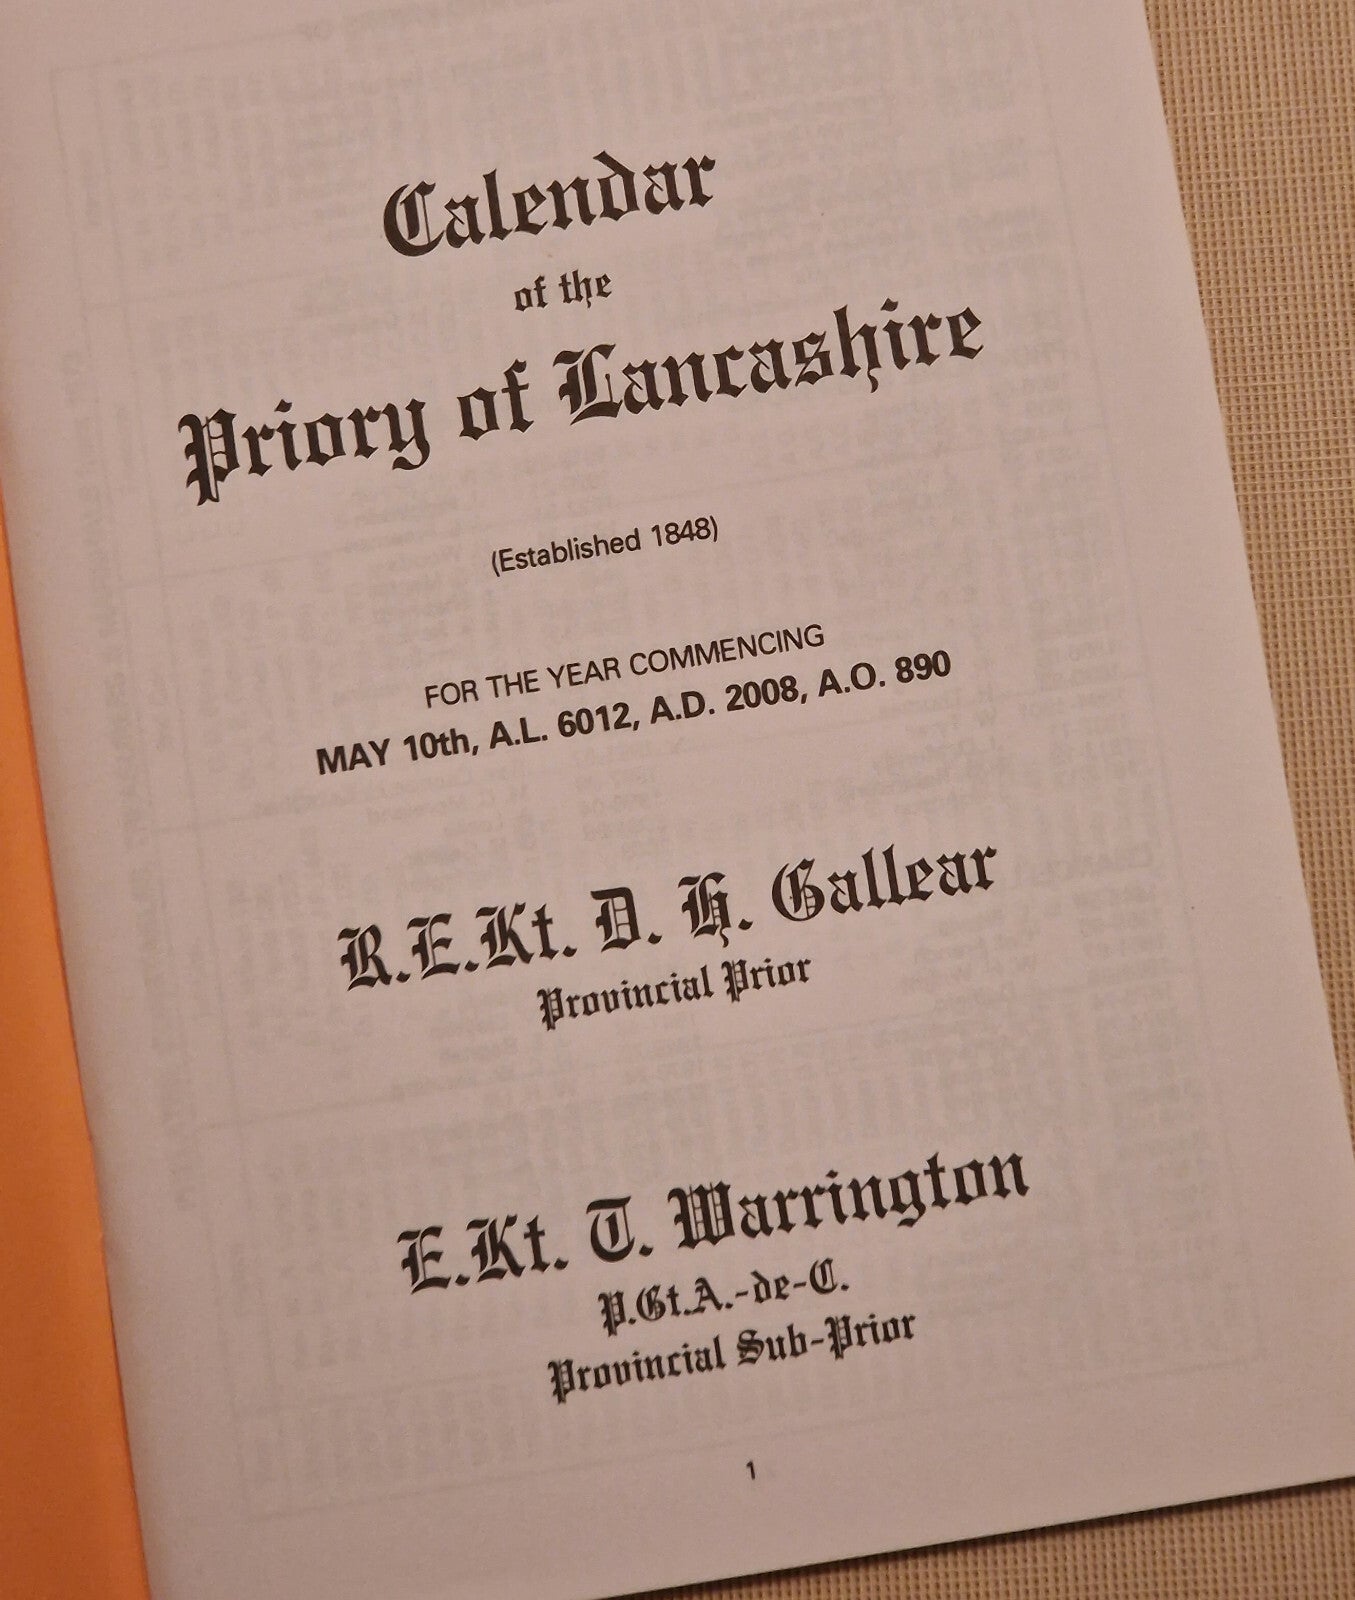 Calendar
of the
Priory of Lancashire
(Established 1848)
FOR THE YEAR COMMENCING
MAY 10th, A.L. 6012, A.D. 2008, A.O. 890
R.E.Kt. D. H. Gallear
Provincial Prior
E.Kt. T. Warrington
P.Gt.A.-de-C.
Provincial Sub-Prior
1